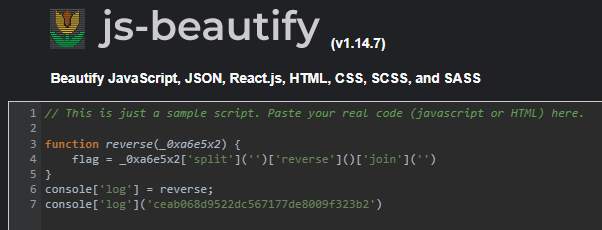 js-beautify (v1.14.7)
Beautify JavaScript, JSON, React.js, HTML, CSS, SCSS, and SASS
1 // This is just a sample script. Paste your real code (javascript or HTML) here.
2
3 function reverse(_0xa6e5x2) {
4     flag = _0xa6e5x2['split']('')['reverse']()['join']('')
5 }
6 console['log'] = reverse;
7 console['log']('ceab068d9522dc567177de8009f323b2')